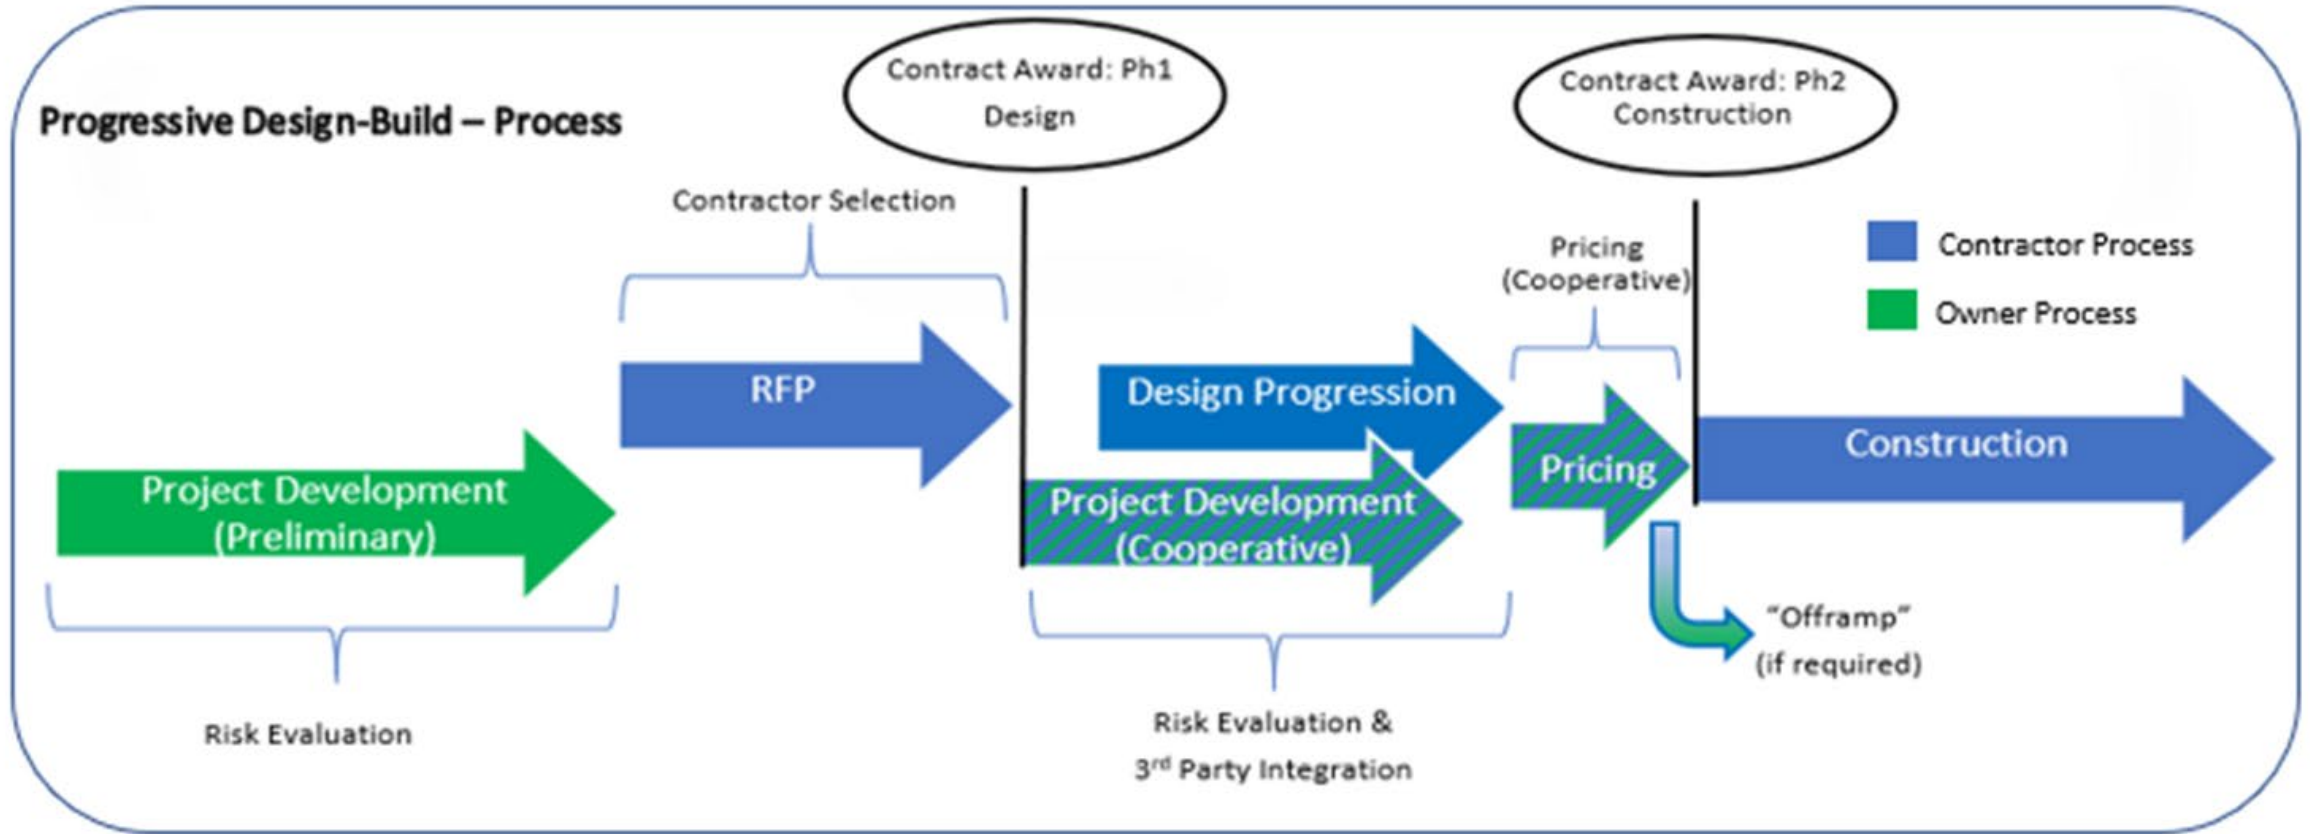 Contract Award: Ph1
Design
Contract Award: Ph2
Construction
Progressive Design-Build – Process
Contractor Selection
Pricing
(Cooperative)
Contractor Process
Owner Process
RFP
Design Progression
Pricing
Construction
Project Development
(Preliminary)
Project Development
(Cooperative)
"Offramp"
(if required)
Risk Evaluation
Risk Evaluation &
3rd Party Integration